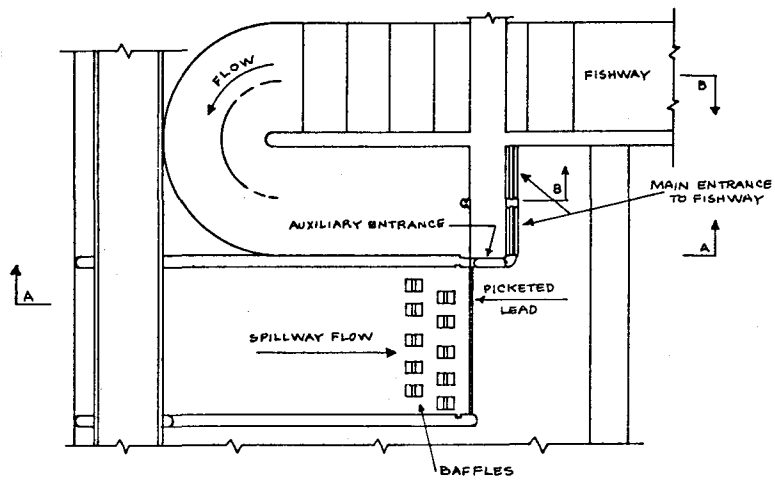 FLOW
FISHWAY
B
B
MAIN ENTRANCE
TO FISHWAY
AUXILIARY ENTRANCE
A
A
PICKETED
LEAD
SPILLWAY FLOW
BAFFLES